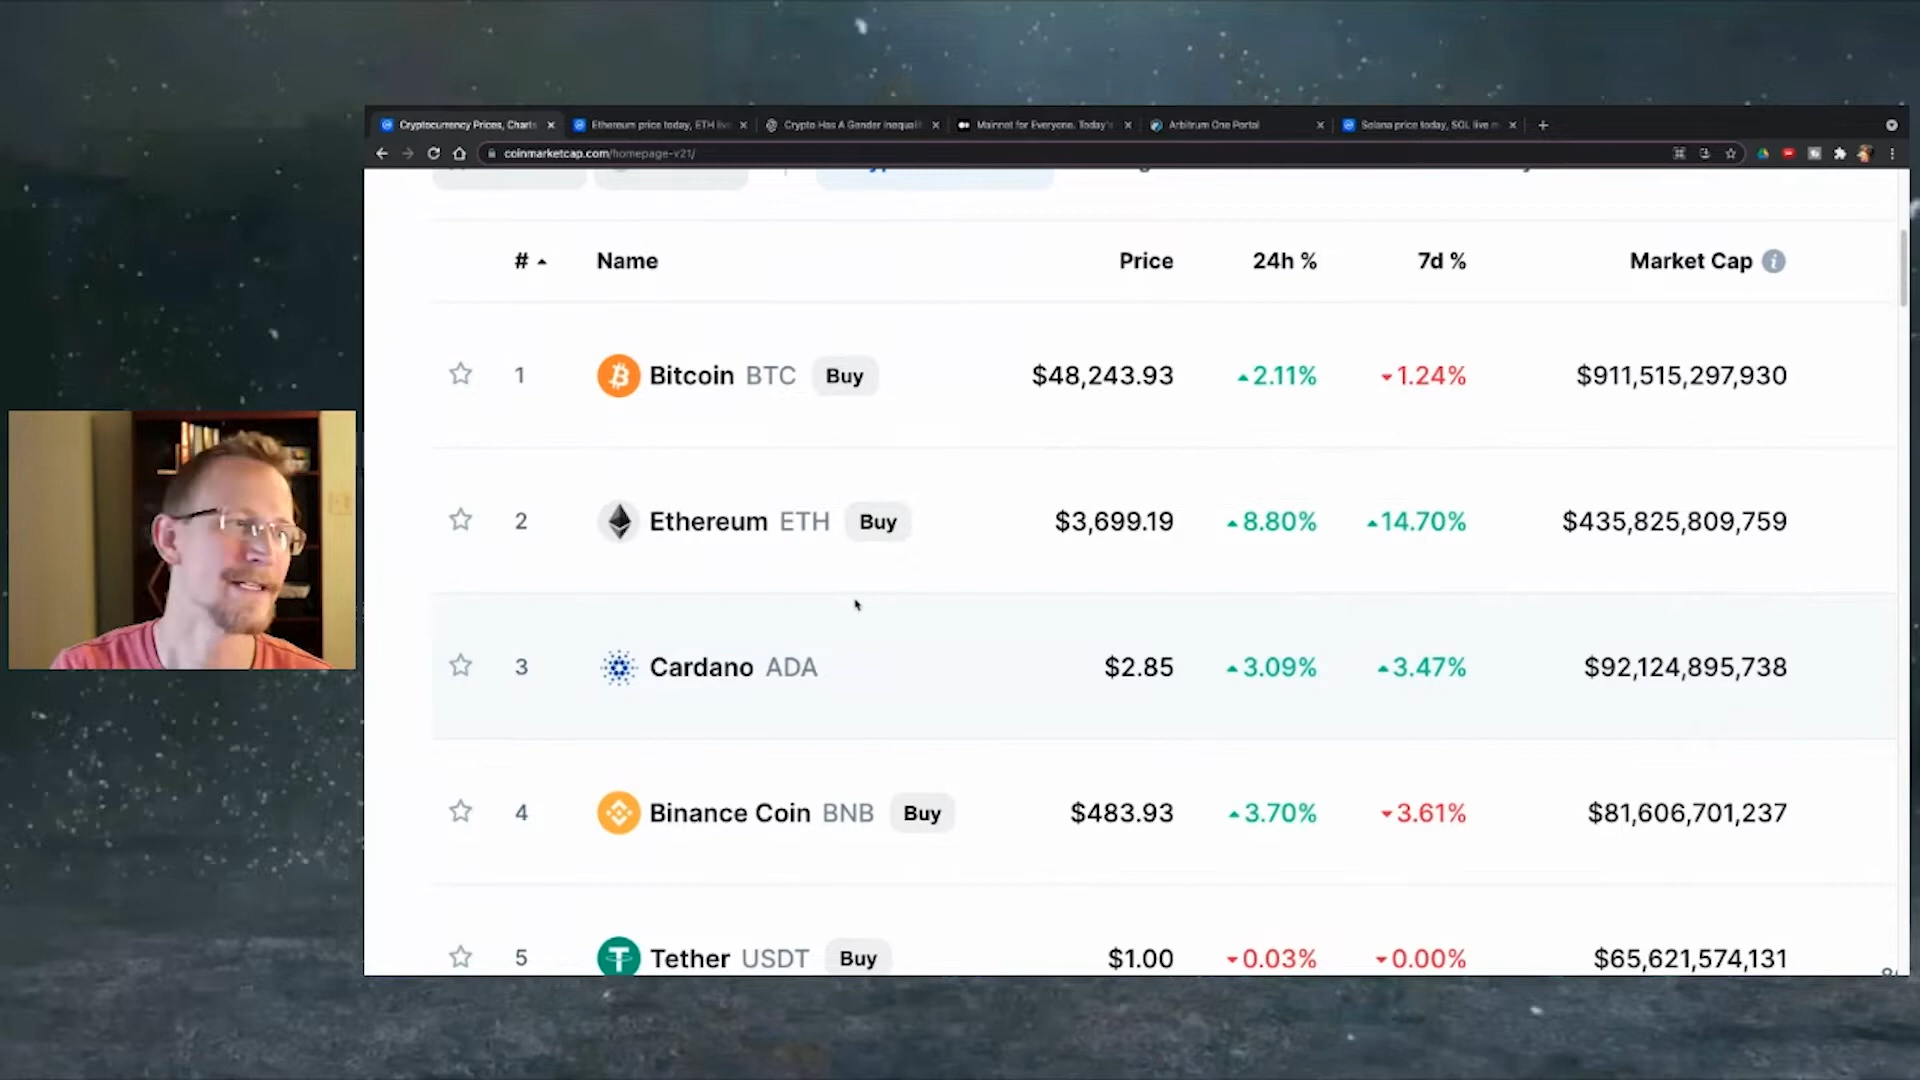 Cryptocurrency Prices, Charts
Ethereum price today, ETH live
Crypto Has A Gender Inequali
Mainnet for Everyone. Today's
Arbitrum One Portal
Solana price today, SOL live m
coinmarketcap.com/homepage-v21/
# Name Price 24h % 7d % Market Cap
1 Bitcoin BTC Buy $48,243.93 2.11% 1.24% $911,515,297,930
2 Ethereum ETH Buy $3,699.19 8.80% 14.70% $435,825,809,759
3 Cardano ADA $2.85 3.09% 3.47% $92,124,895,738
4 Binance Coin BNB Buy $483.93 3.70% 3.61% $81,606,701,237
5 Tether USDT Buy $1.00 0.03% 0.00% $65,621,574,131